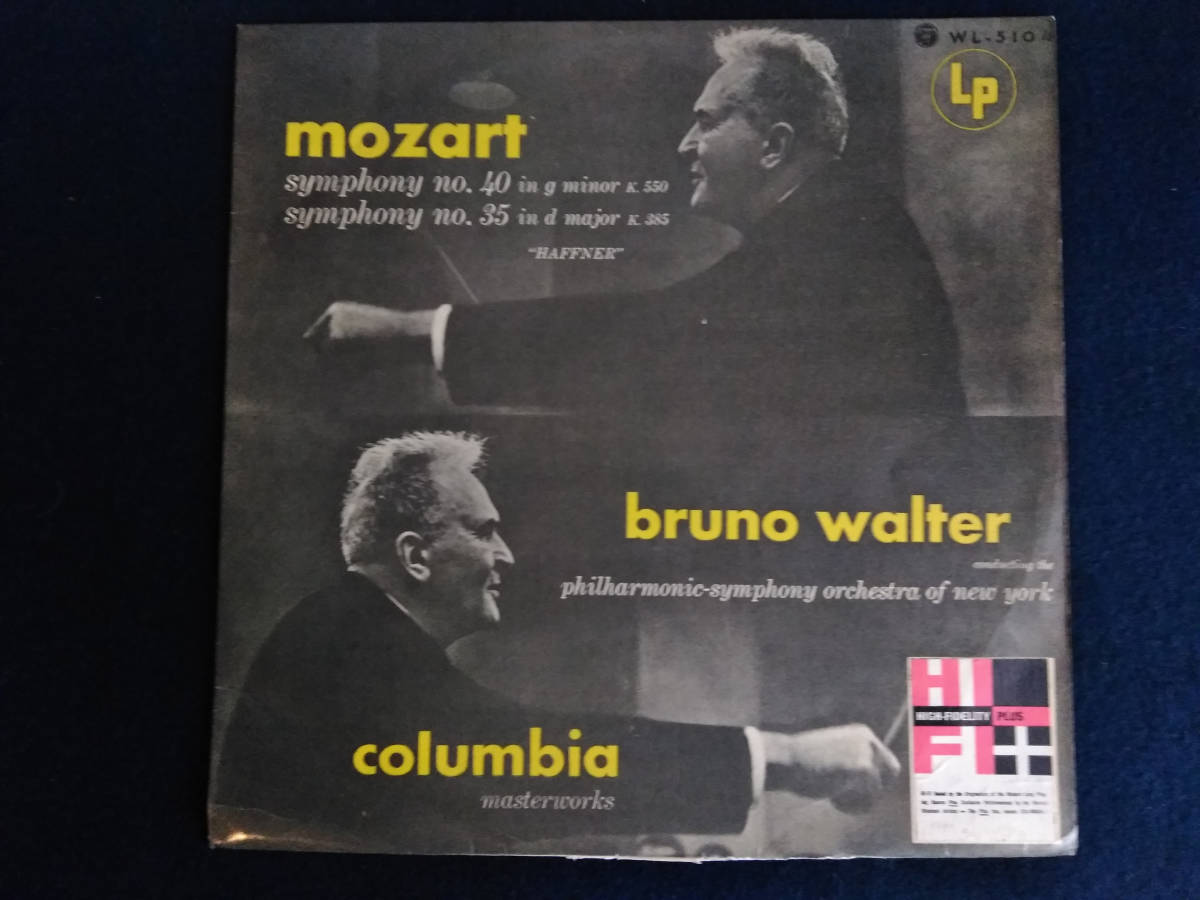 WL-510
Lp
mozart
symphony no. 40 in g minor K. 550
symphony no. 35 in d major K. 385
"HAFFNER"
bruno walter
conducting the
philharmonic-symphony orchestra of new york
columbia
masterworks
HI
HIGH-FIDELITY PLUS
FI+